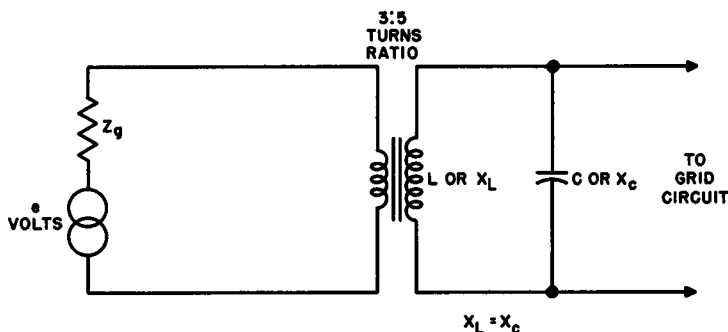 3:5
TURNS
RATIO
Zg
e
VOLTS
L OR XL
C OR Xc
TO
GRID
CIRCUIT
XL = Xc